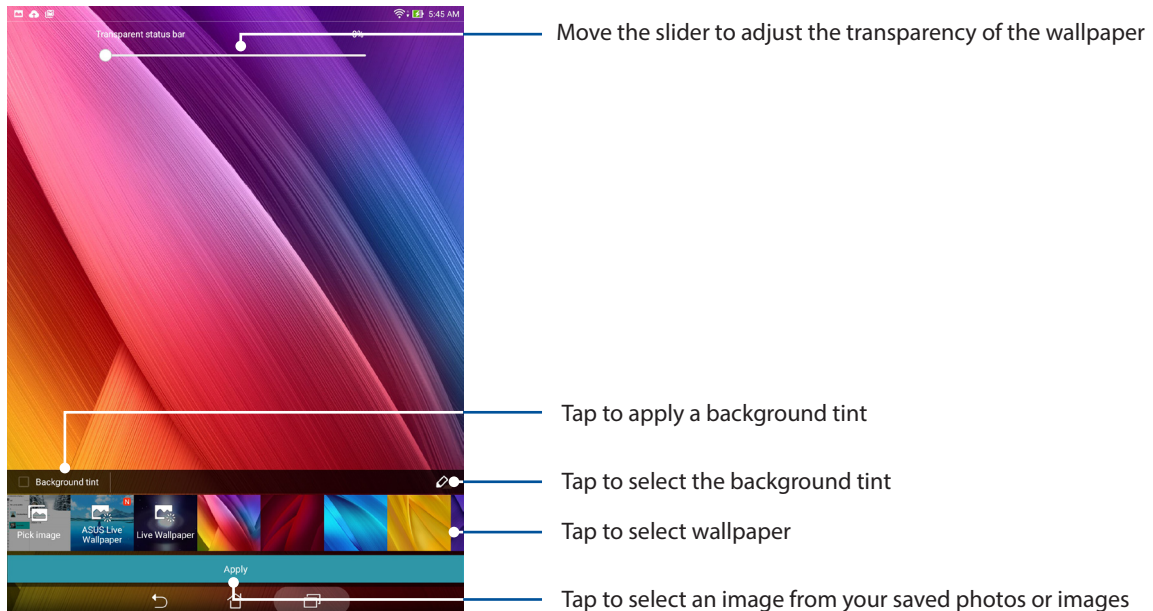 5:45 AM
Transparent status bar 0%
Move the slider to adjust the transparency of the wallpaper
Tap to apply a background tint
Background tint
Tap to select the background tint
N
Pick image
ASUS Live
Wallpaper
Live Wallpaper
Tap to select wallpaper
Apply
Tap to select an image from your saved photos or images